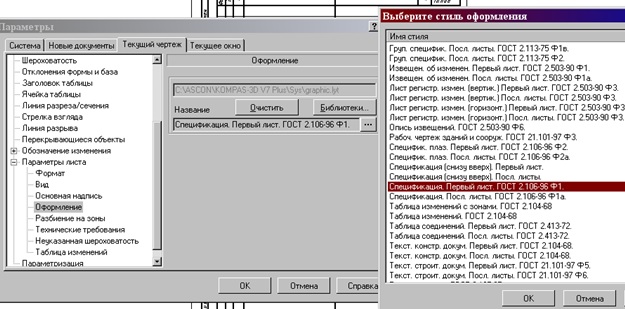 Параметры
Система
Новые документы
Текущий чертеж
Текущее окно
Шероховатость
Отклонения формы и база
Заголовок таблицы
Ячейка таблицы
Линия разреза/сечения
Стрелка взгляда
Линия разрыва
Перекрывающиеся объекты
Обозначение изменения
Параметры листа
Формат
Вид
Основная надпись
Оформление
Разбиение на зоны
Технические требования
Неуказанная шероховатость
Таблица изменений
Параметризация
Оформление
C:\ASCON\KOMPAS-3D V7 Plus\Sys\graphic.lyt
Название
Очистить
Библиотеки...
Спецификация. Первый лист. ГОСТ 2.106-96 Ф1.
...
OK
Отмена
Справка
Выберите стиль оформления
Имя стиля
Груп. специфик. Посл. листы. ГОСТ 2.113-75 Ф1в.
Груп. специфик. Посл. листы. ГОСТ 2.113-75 Ф2.
Извещен. об изменен. Первый лист. ГОСТ 2.503-90 Ф1.
Извещен. об изменен. Посл. листы. ГОСТ 2.503-90 Ф1а.
Лист регистр. измен. (вертик.) Первый лист. ГОСТ 2.503-90 Ф3.
Лист регистр. измен. (вертик.) Посл. листы. ГОСТ 2.503-90 Ф3.
Лист регистр. измен. (горизонт.) Первый лист. ГОСТ 2.503-90 Ф3
Лист регистр. измен. (горизонт.) Посл. листы. ГОСТ 2.503-90 Ф3
Опись извещений. ГОСТ 2.503-90 Ф6.
Рабоч. чертеж зданий и сооруж. ГОСТ 21.101-97 Ф3.
Специфик. плаз. Первый лист. ГОСТ 2.106-96 Ф2.
Специфик. плаз. Посл. листы. ГОСТ 2.106-96 Ф2а.
Спецификация (снизу вверх). Первый лист.
Спецификация (снизу вверх). Посл. листы.
Спецификация. Первый лист. ГОСТ 2.106-96 Ф1.
Спецификация. Посл. листы. ГОСТ 2.106-96 Ф1а.
Таблица изменений с зонами. ГОСТ 2.104-68
Таблица изменений. ГОСТ 2.104-68
Таблица соединений. Первый лист. ГОСТ 2.413-72.
Таблица соединений. Посл. листы. ГОСТ 2.413-72.
Текст. констр. докум. Первый лист. ГОСТ 2.104-68.
Текст. констр. докум. Посл. листы. ГОСТ 2.104-68.
Текст. строит. докум. Первый лист. ГОСТ 21.101-97 Ф5.
Текст. строит. докум. Посл. листы. ГОСТ 21.101-97 Ф6.
OK
Отмена